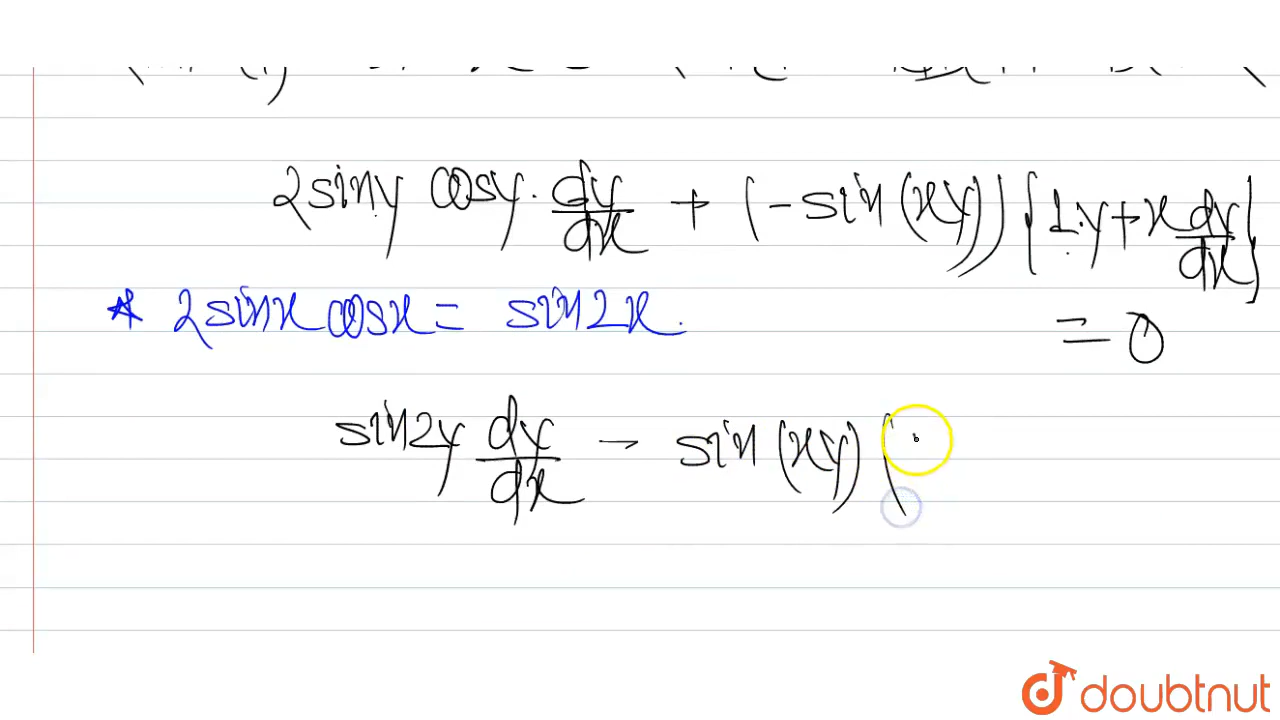 2siny cosy. dy/dx + (-sin(xy)) {1.y+x dy/dx}
= 0
* 2sinx cosx = sin2x.
sin2y dy/dx - sin(xy) (
doubtnut